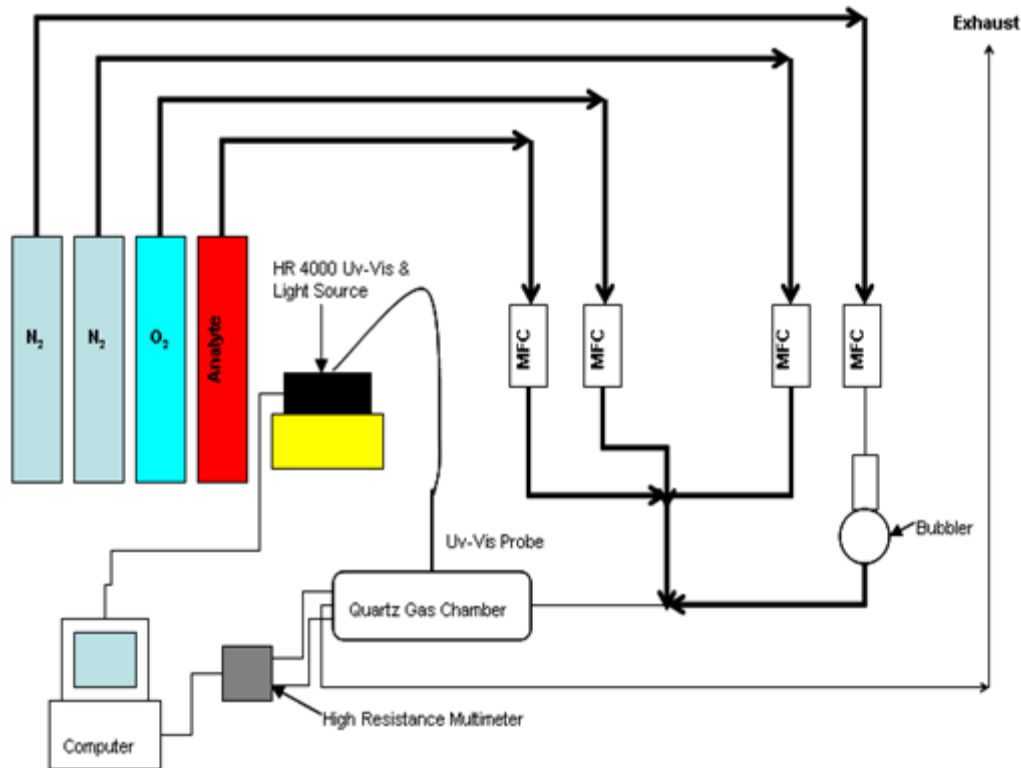 Exhaust
HR 4000 Uv-Vis &
Light Source
N2
N2
O2
Analyte
MFC
MFC
MFC
MFC
Bubbler
Uv-Vis Probe
Quartz Gas Chamber
High Resistance Multimeter
Computer